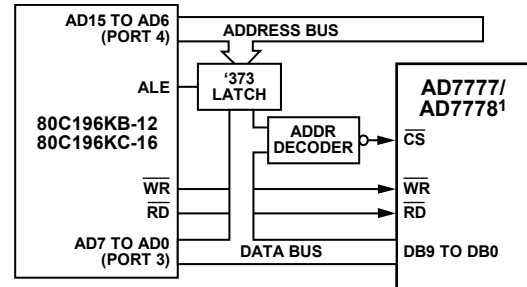 AD15 TO AD6
(PORT 4)
ADDRESS BUS
ALE
'373
LATCH
AD7777/
AD7778¹
80C196KB-12
80C196KC-16
ADDR
DECODER
CS
WR
WR
RD
RD
AD7 TO AD0
(PORT 3)
DATA BUS
DB9 TO DB0